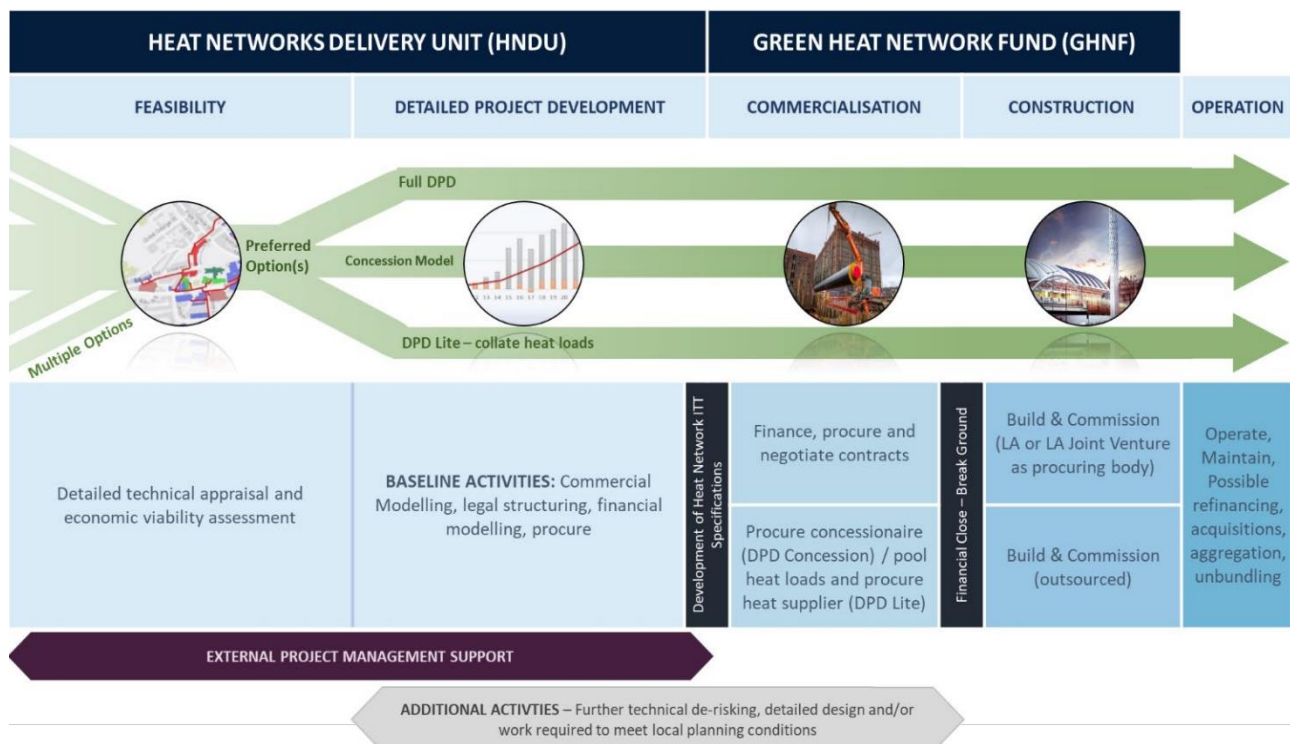 HEAT NETWORKS DELIVERY UNIT (HNDU)
GREEN HEAT NETWORK FUND (GHNF)
FEASIBILITY
DETAILED PROJECT DEVELOPMENT
COMMERCIALISATION
CONSTRUCTION
OPERATION
Full DPD
Preferred
Option(s)
Concession Model
Multiple Options
DPD Lite – collate heat loads
Detailed technical appraisal and
economic viability assessment
BASELINE ACTIVITIES: Commercial
Modelling, legal structuring, financial
modelling, procure
Development of Heat Network ITT
Specifications
Finance, procure and
negotiate contracts
Procure concessionaire
(DPD Concession) / pool
heat loads and procure
heat supplier (DPD Lite)
Financial Close – Break Ground
Build & Commission
(LA or LA Joint Venture
as procuring body)
Build & Commission
(outsourced)
Operate,
Maintain,
Possible
refinancing,
acquisitions,
aggregation,
unbundling
EXTERNAL PROJECT MANAGEMENT SUPPORT
ADDITIONAL ACTIVTIES – Further technical de-risking, detailed design and/or
work required to meet local planning conditions